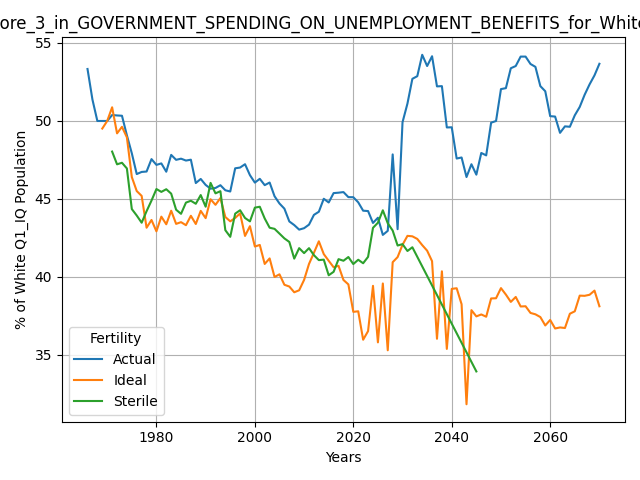 ore_3_in_GOVERNMENT_SPENDING_ON_UNEMPLOYMENT_BENEFITS_for_White
55
50
45
40
35
% of White Q1_IQ Population
Fertility
Actual
Ideal
Sterile
1980 2000 2020 2040 2060
Years